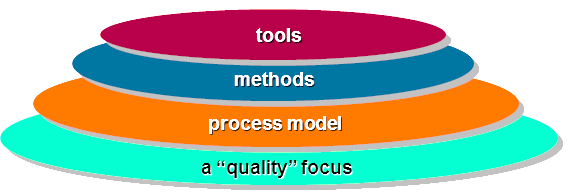 tools
methods
process model
a “quality” focus